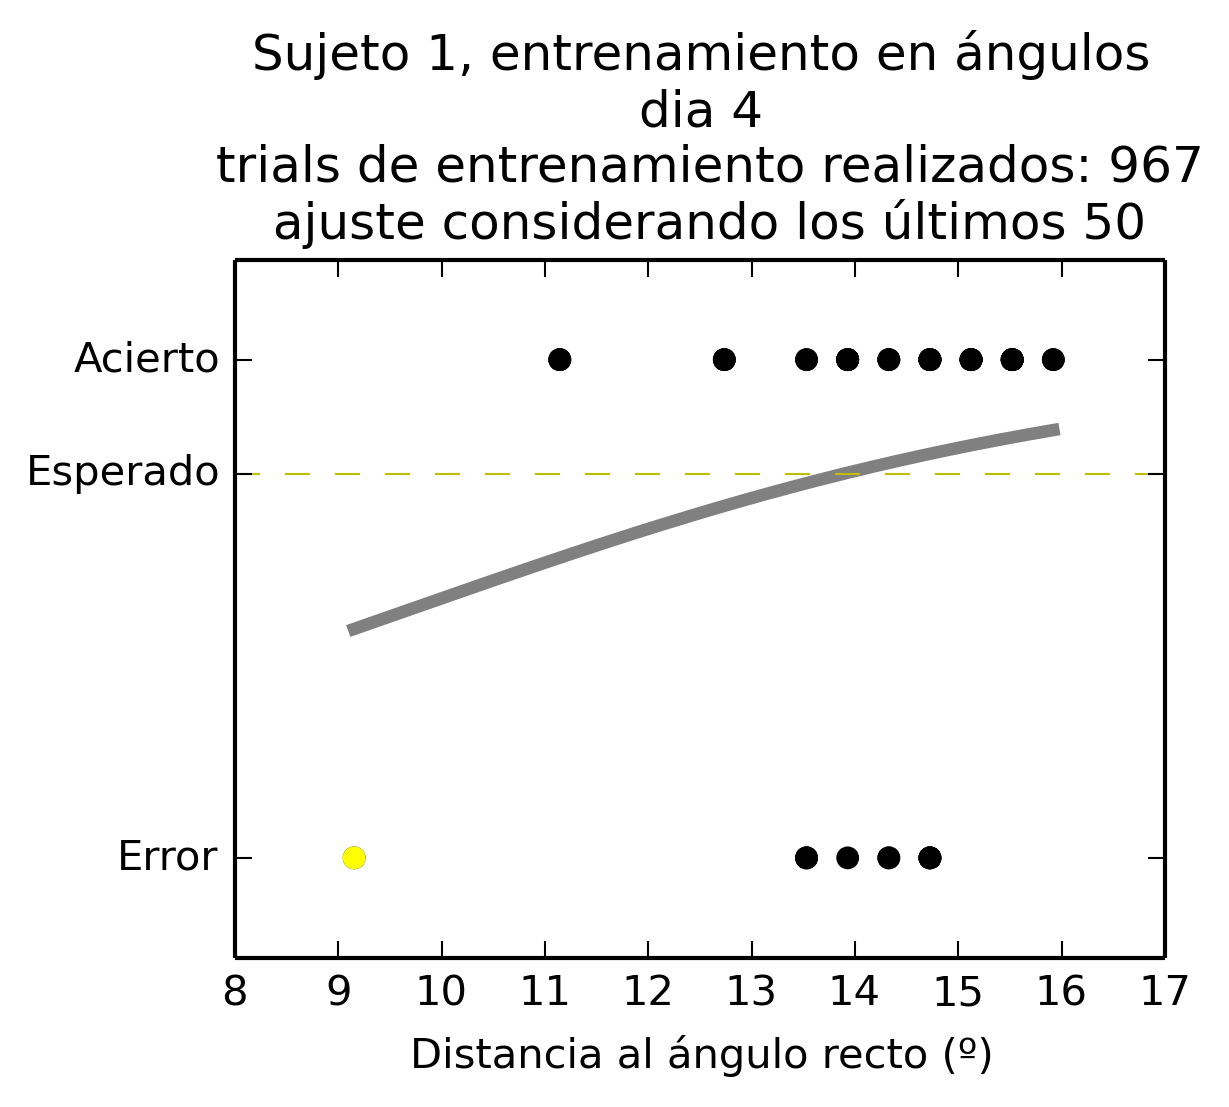 Sujeto 1, entrenamiento en ángulos
dia 4
trials de entrenamiento realizados: 967
ajuste considerando los últimos 50
Acierto
Esperado
Error
8 9 10 11 12 13 14 15 16 17
Distancia al ángulo recto (º)